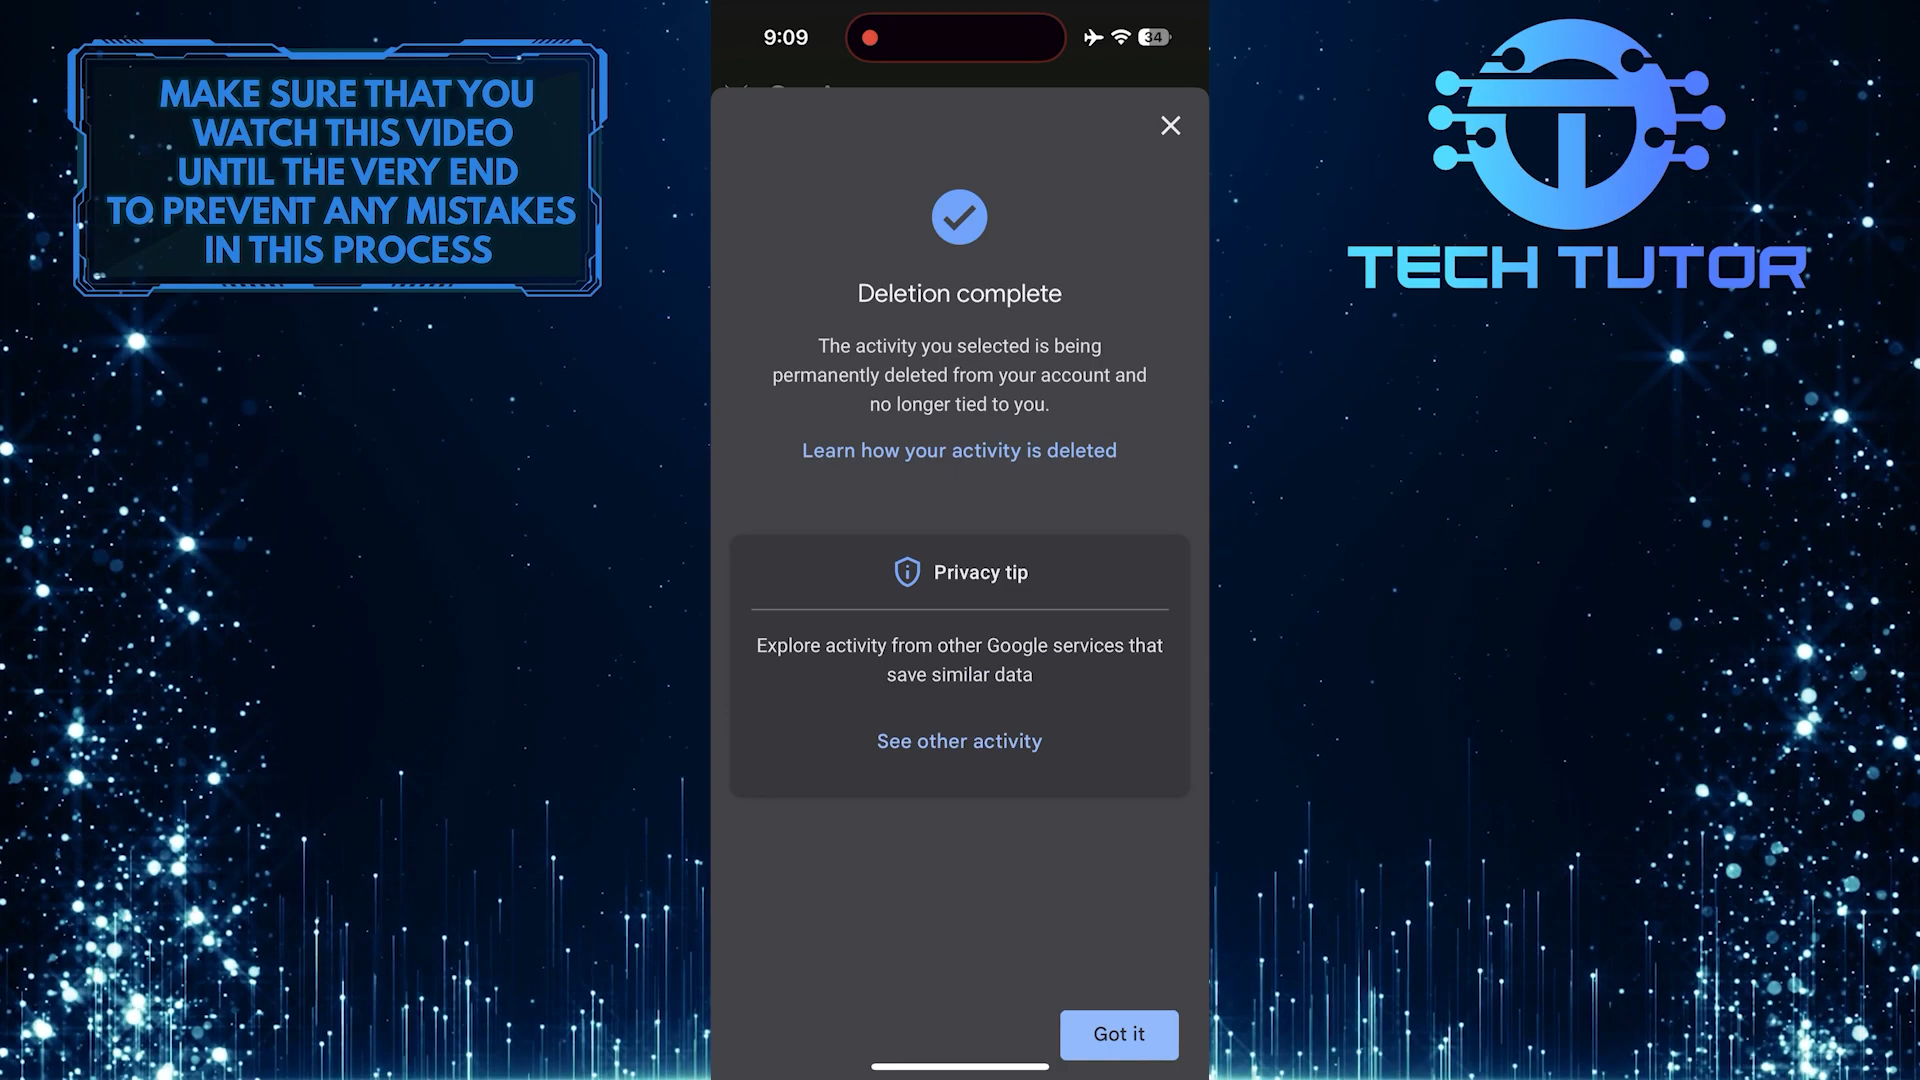 MAKE SURE THAT YOU
WATCH THIS VIDEO
UNTIL THE VERY END
TO PREVENT ANY MISTAKES
IN THIS PROCESS
9:09
34
Deletion complete
The activity you selected is being
permanently deleted from your account and
no longer tied to you.
Learn how your activity is deleted
Privacy tip
Explore activity from other Google services that
save similar data
See other activity
Got it
TECH TUTOR